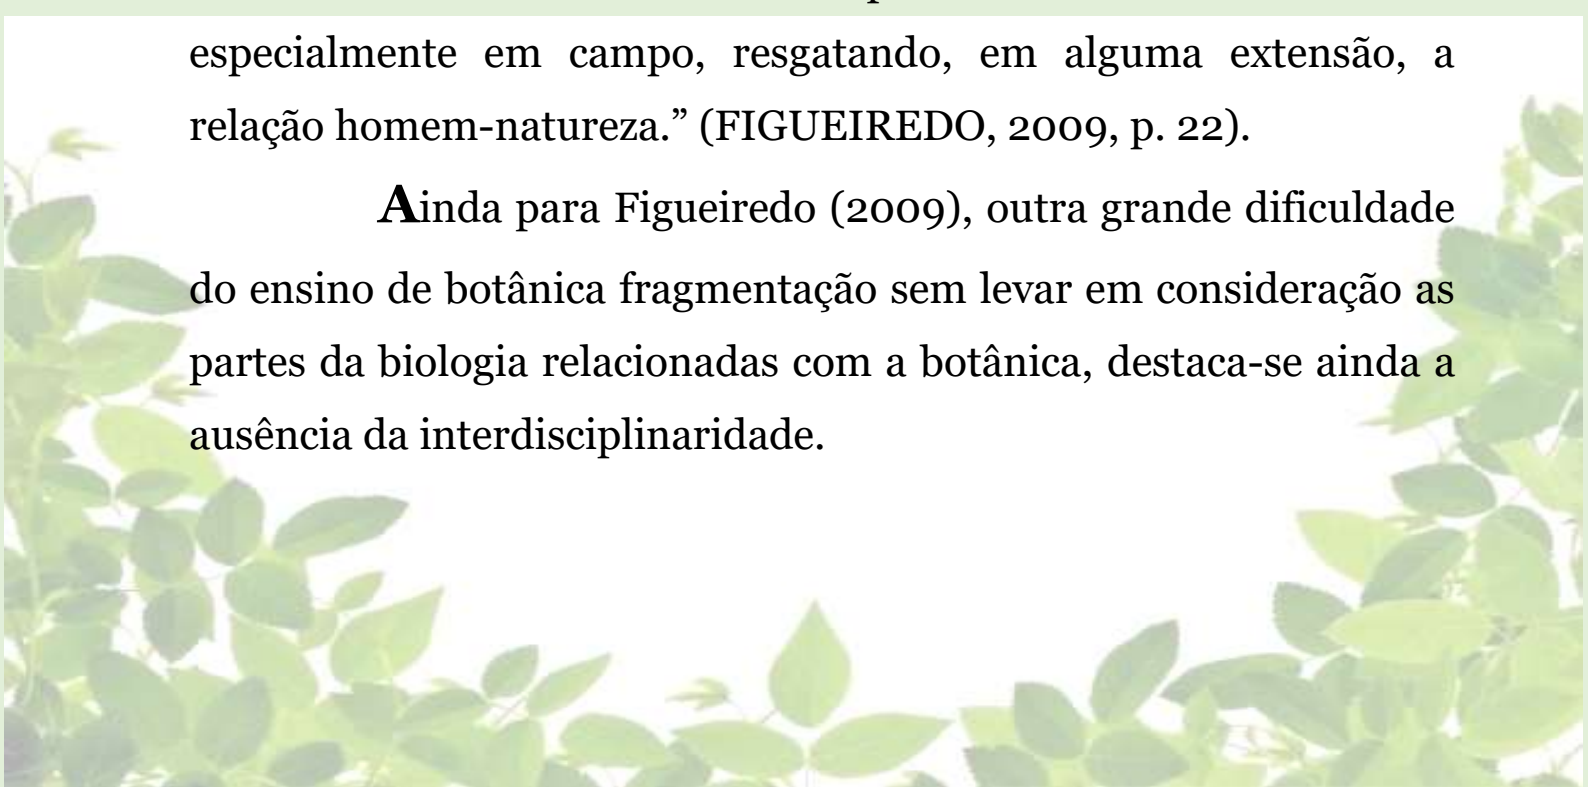 especialmente em campo, resgatando, em alguma extensão, a
relação homem-natureza.” (FIGUEIREDO, 2009, p. 22).
Ainda para Figueiredo (2009), outra grande dificuldade
do ensino de botânica fragmentação sem levar em consideração as
partes da biologia relacionadas com a botânica, destaca-se ainda a
ausência da interdisciplinaridade.